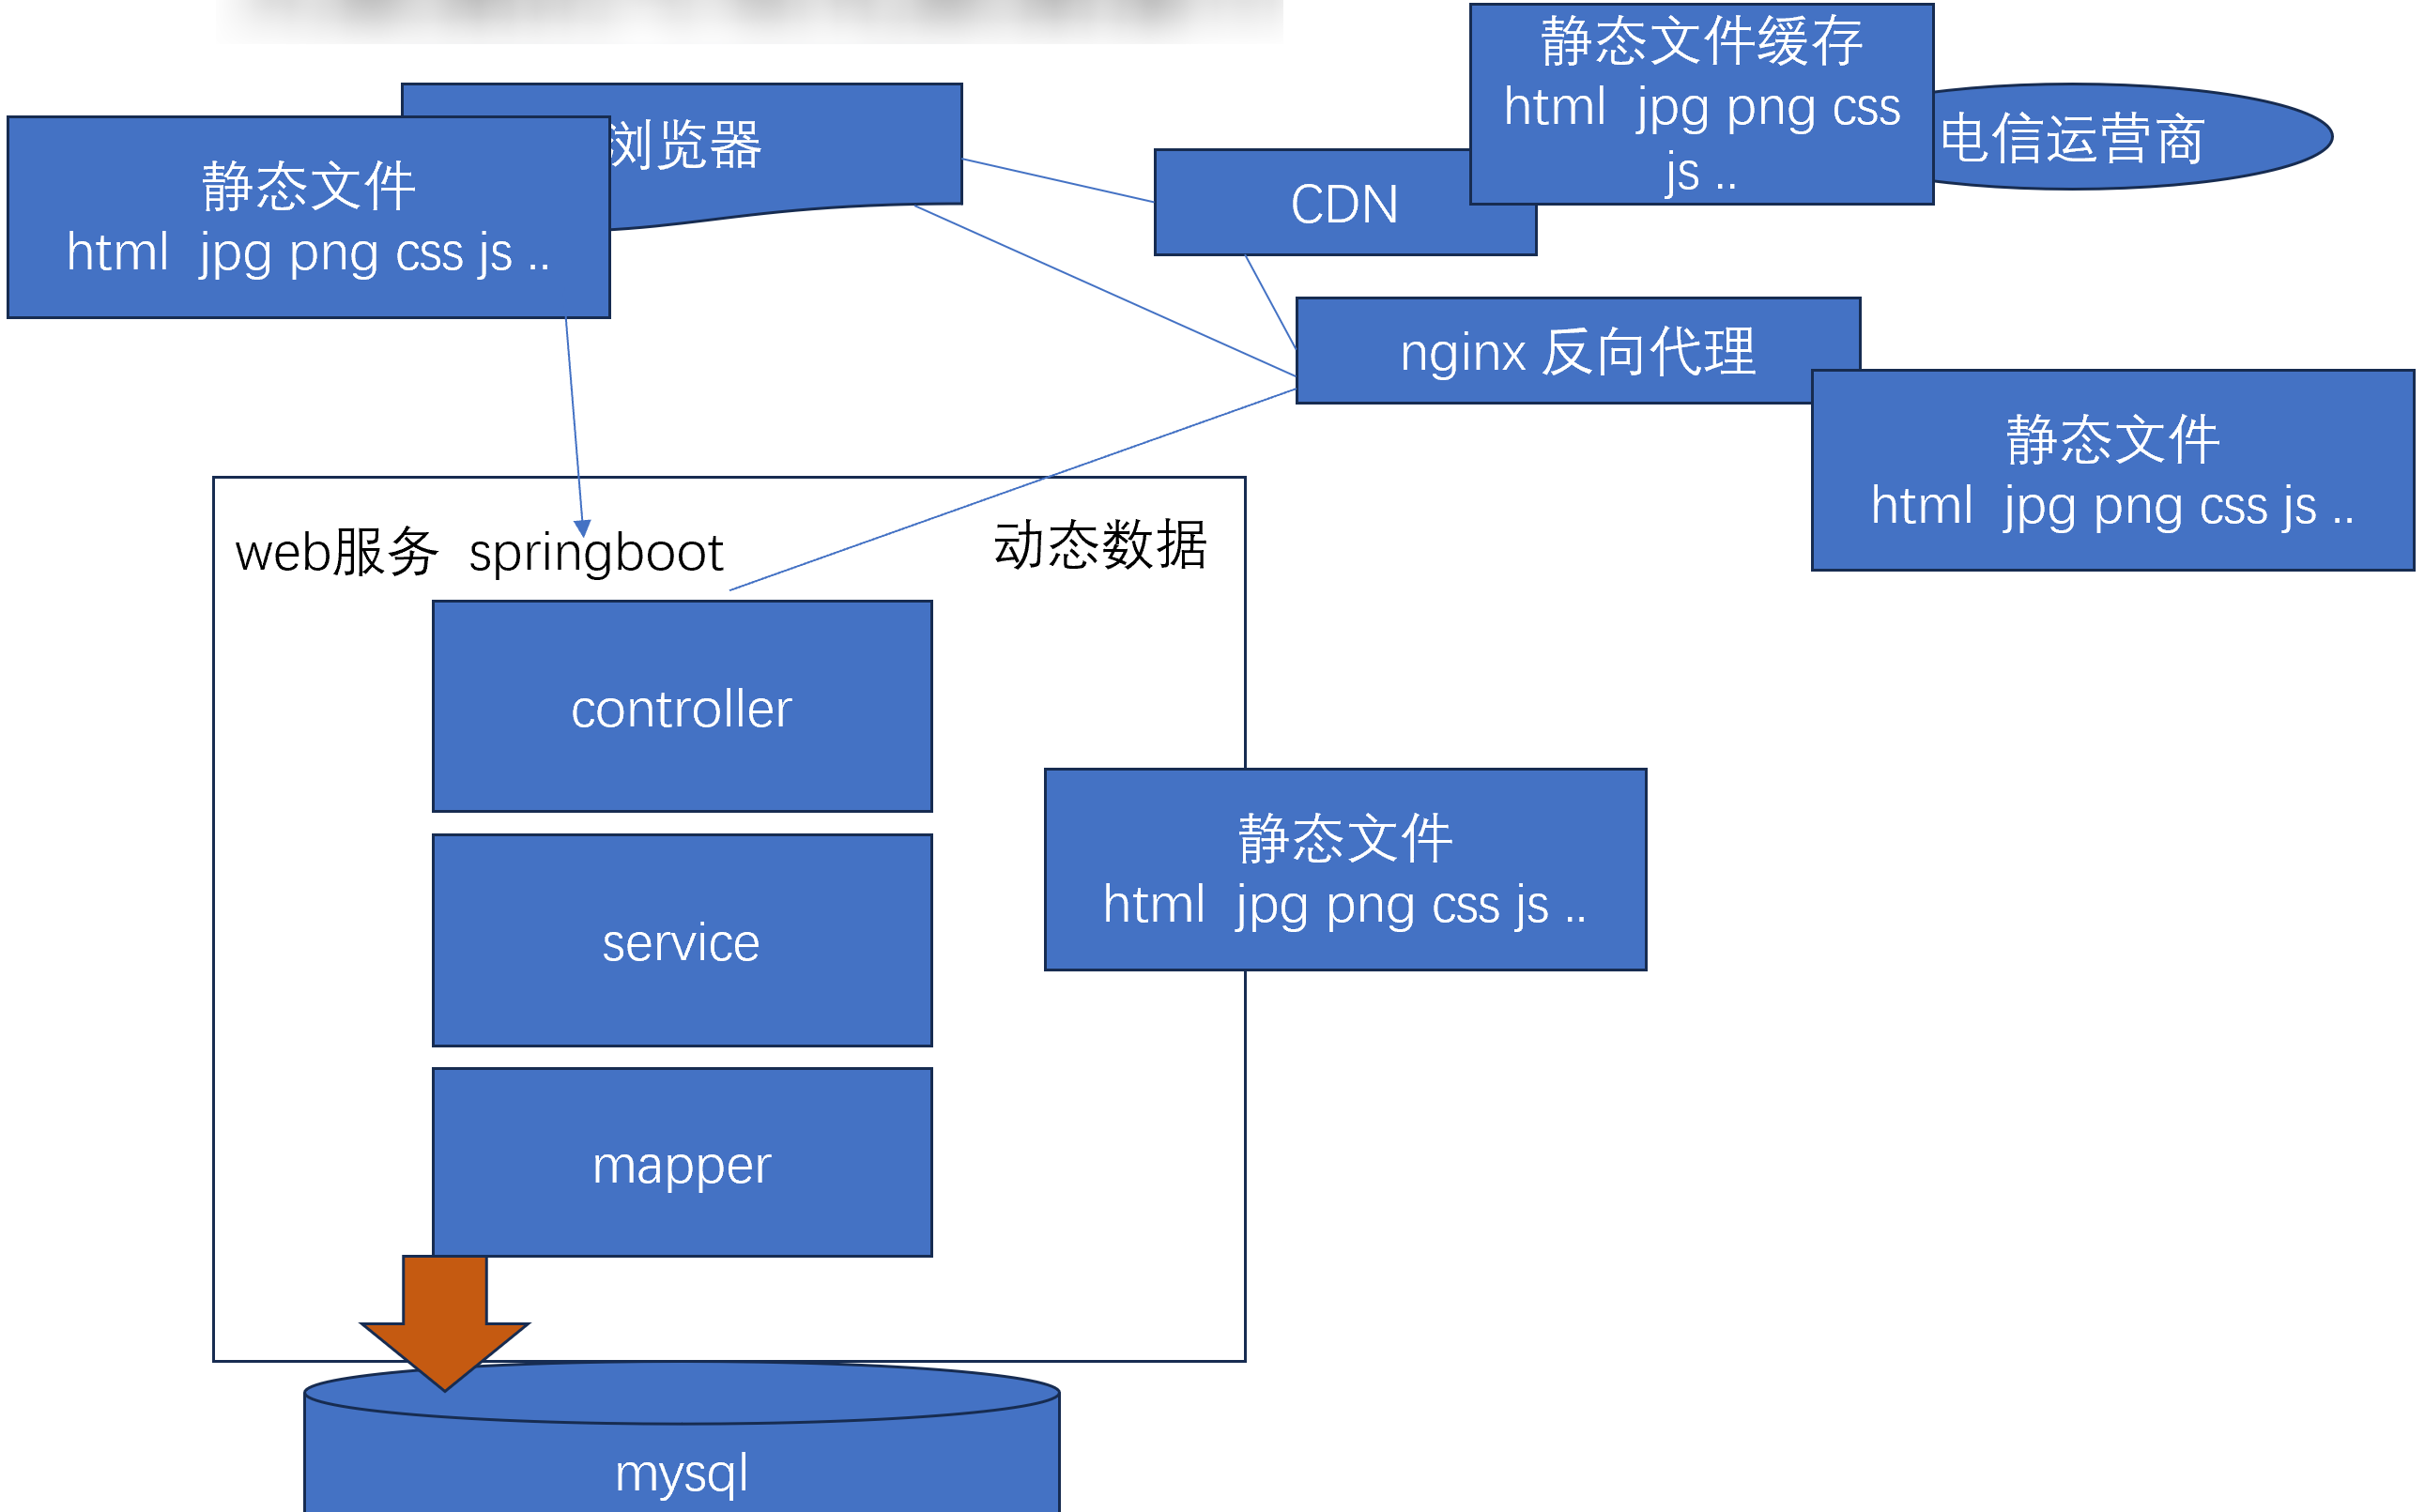 静态文件缓存
html  jpg png css
js ..
电信运营商
浏览器
静态文件
html  jpg png css js ..
CDN
nginx 反向代理
静态文件
html  jpg png css js ..
web服务  springboot
动态数据
controller
静态文件
html  jpg png css js ..
service
mapper
mysql